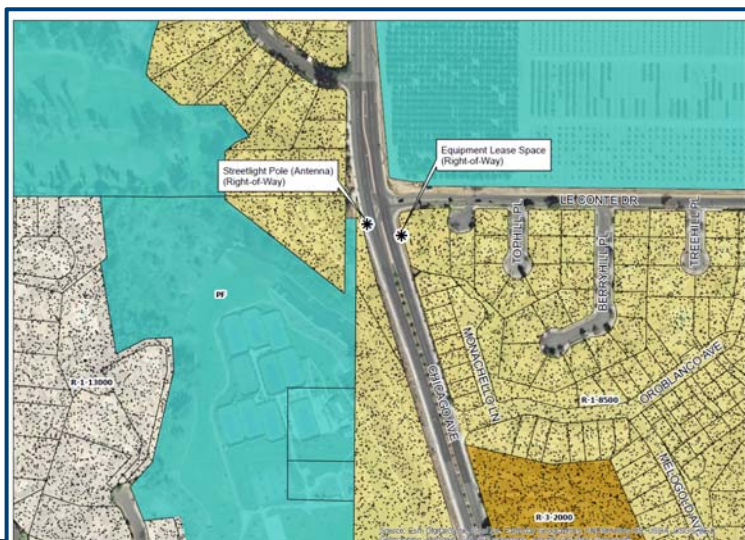 Equipment Lease Space
(Right-of-Way)
Streetlight Pole (Antenna)
(Right-of-Way)
LE CONTE DR
TOPHILL PL
BERRYHILL PL
TREEHILL PL
PF
R-1-13000
MONACHELLO LN
CHICAGO AVE
OROBLANCO AVE
R-1-8500
MELOGOLD AVE
R-3-2000